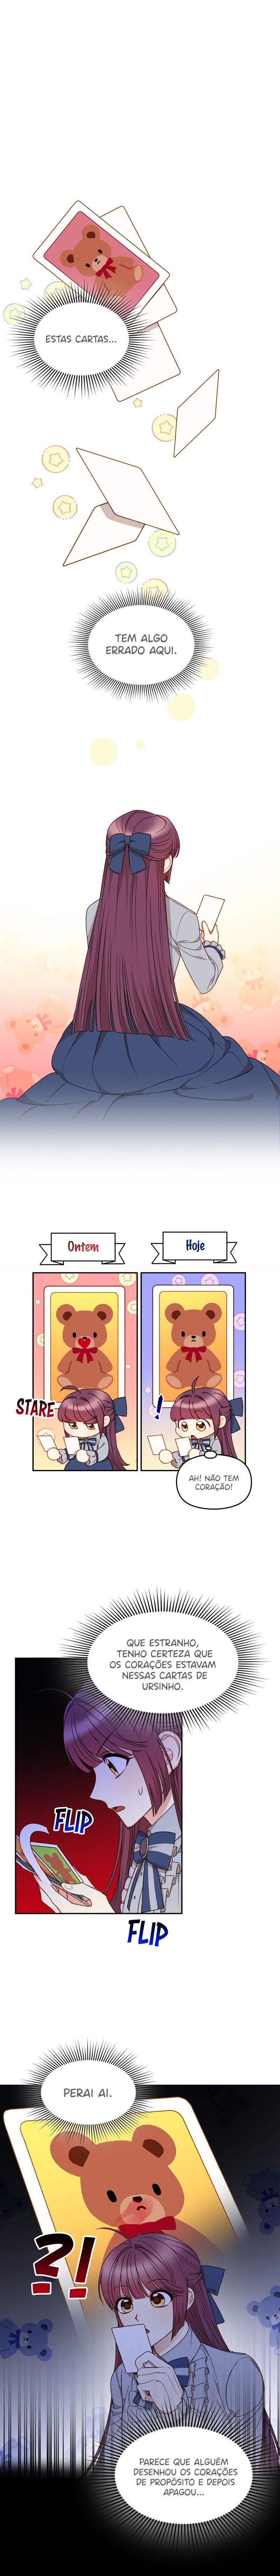 ESTAS CARTAS...
TEM ALGO
ERRADO AQUI.
Ontem
Hoje
STARE
!
AH! NÃO TEM
CORAÇÃO!
QUE ESTRANHO,
TENHO CERTEZA QUE
OS CORAÇÕES ESTAVAM
NESSAS CARTAS DE
URSINHO.
FLIP
FLIP
PERAI AI.
?!
PARECE QUE ALGUÉM
DESENHOU OS CORAÇÕES
DE PROPÓSITO E DEPOIS
APAGOU...